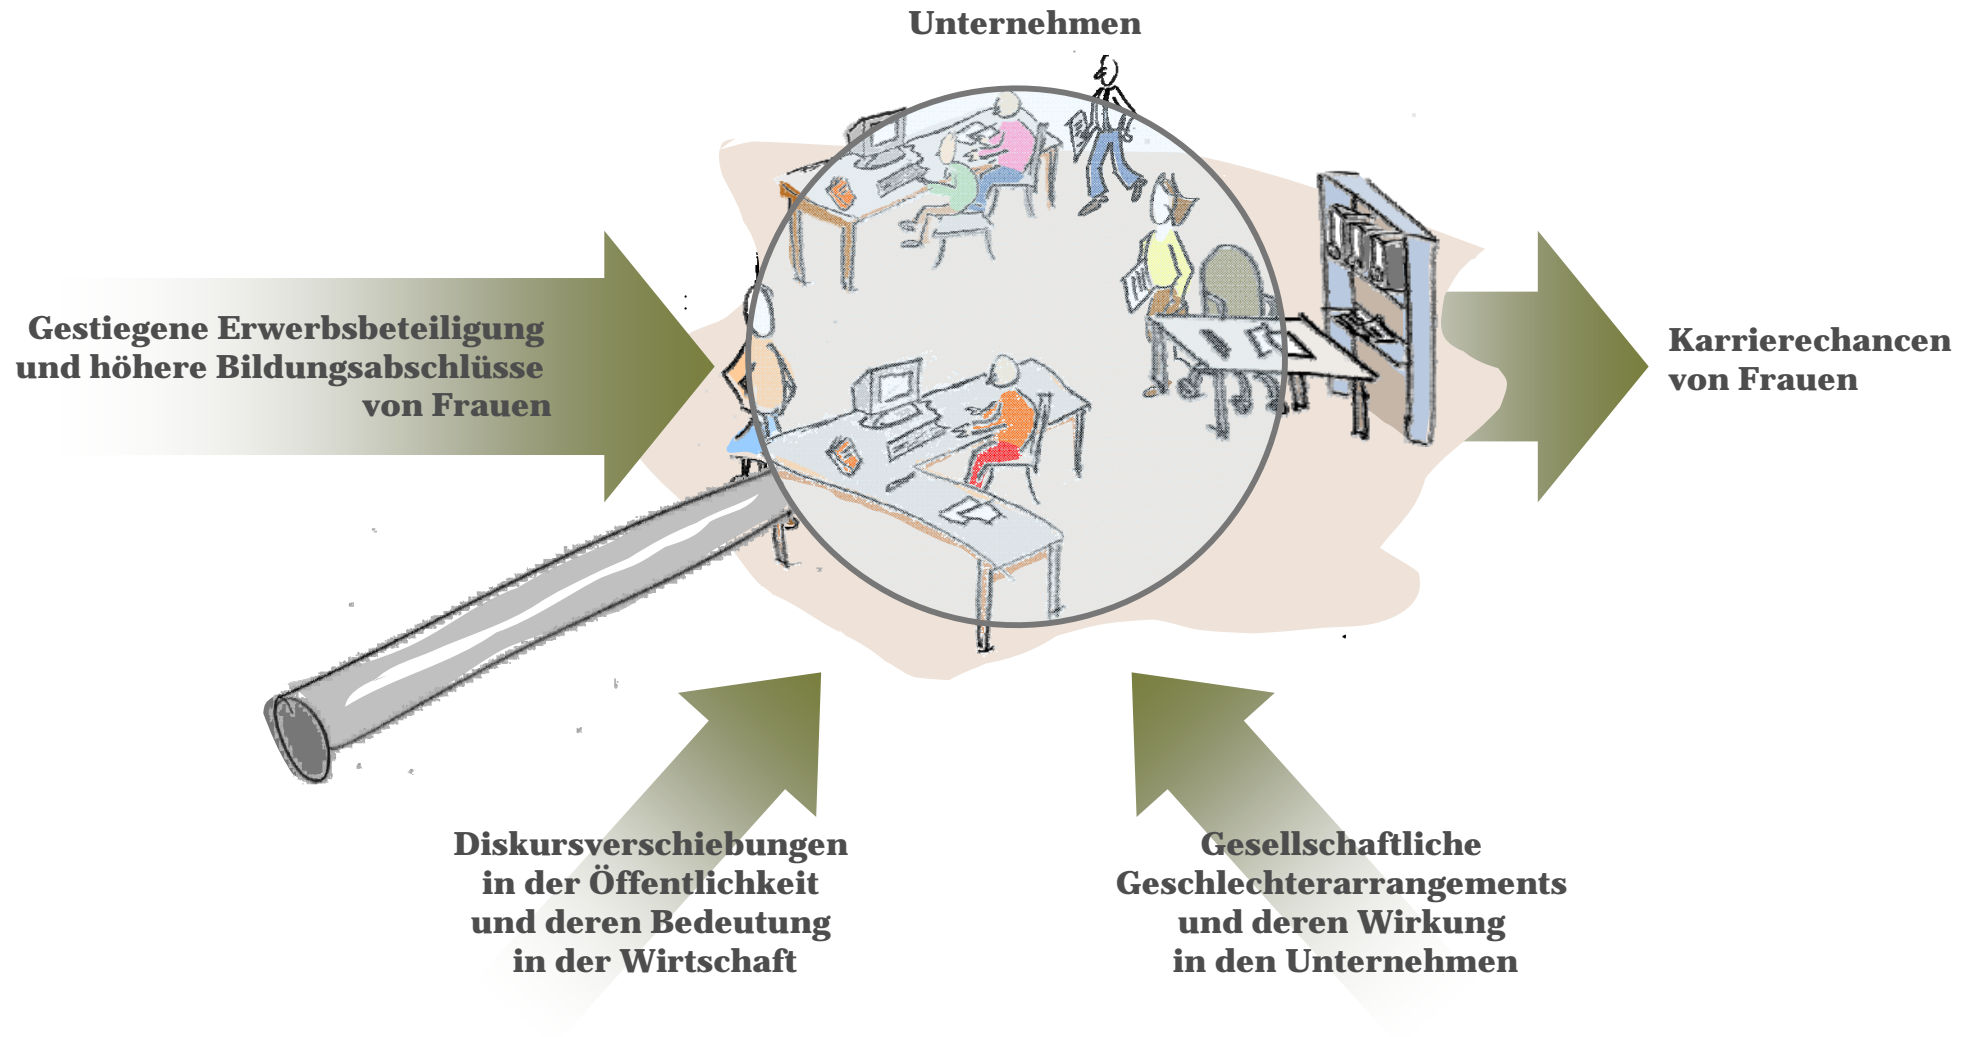 Unternehmen
Gestiegene Erwerbsbeteiligung
und höhere Bildungsabschlüsse
von Frauen
Karrierechancen
von Frauen
Diskursverschiebungen
in der Öffentlichkeit
und deren Bedeutung
in der Wirtschaft
Gesellschaftliche
Geschlechterarrangements
und deren Wirkung
in den Unternehmen